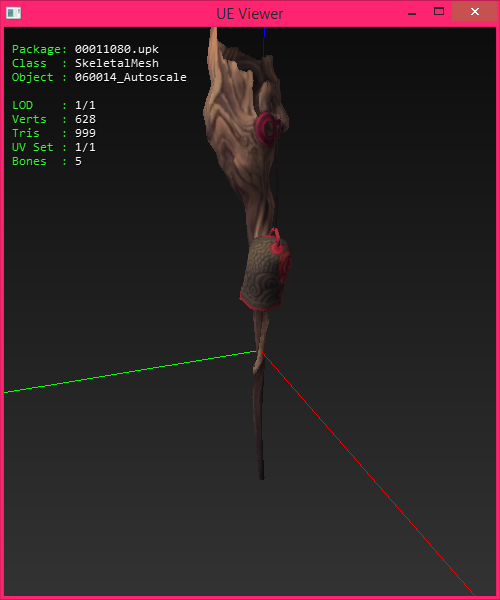 UE Viewer
Package: 00011080.upk
Class : SkeletalMesh
Object : 060014_Autoscale
LOD : 1/1
Verts : 628
Tris : 999
UV Set : 1/1
Bones : 5